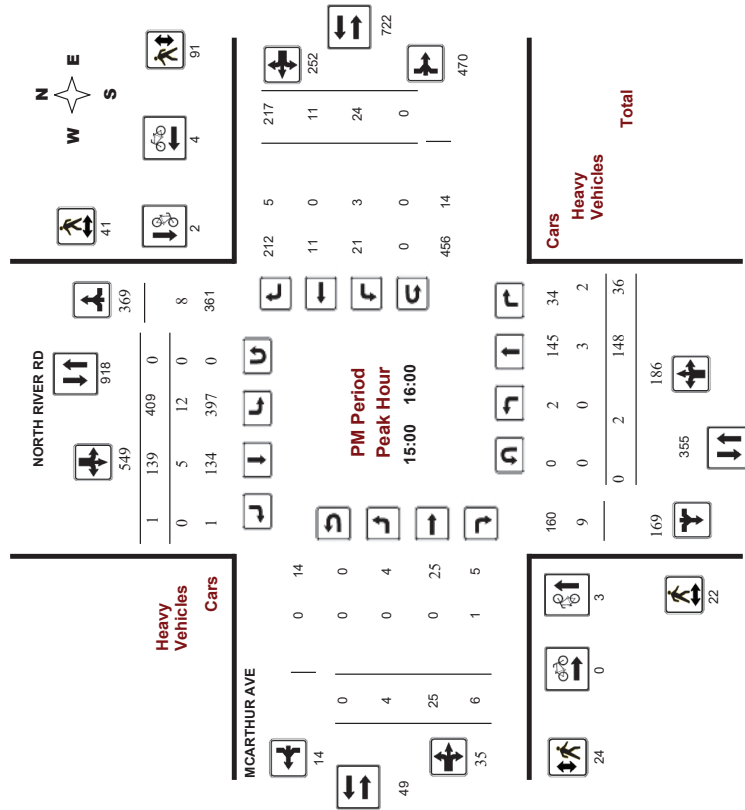 N
W E
S
91
4
41
2
NORTH RIVER RD
918
549
369
1 139 409 0
0 5 12 0 8
1 134 397 0 361
Heavy
Vehicles
Cars
722
252
470
212 5 217
11 0 11
21 3 24
0 0 0
456 14
PM Period
Peak Hour
15:00 16:00
MCARTHUR AVE
14
49
35
0 14
0 0 0
4 0 4
25 0 25
6 1 5
Cars
Heavy
Vehicles
Total
160 0 2 145 34
9 0 0 3 2
0 2 148 36
169
355
186
3
0
22
24